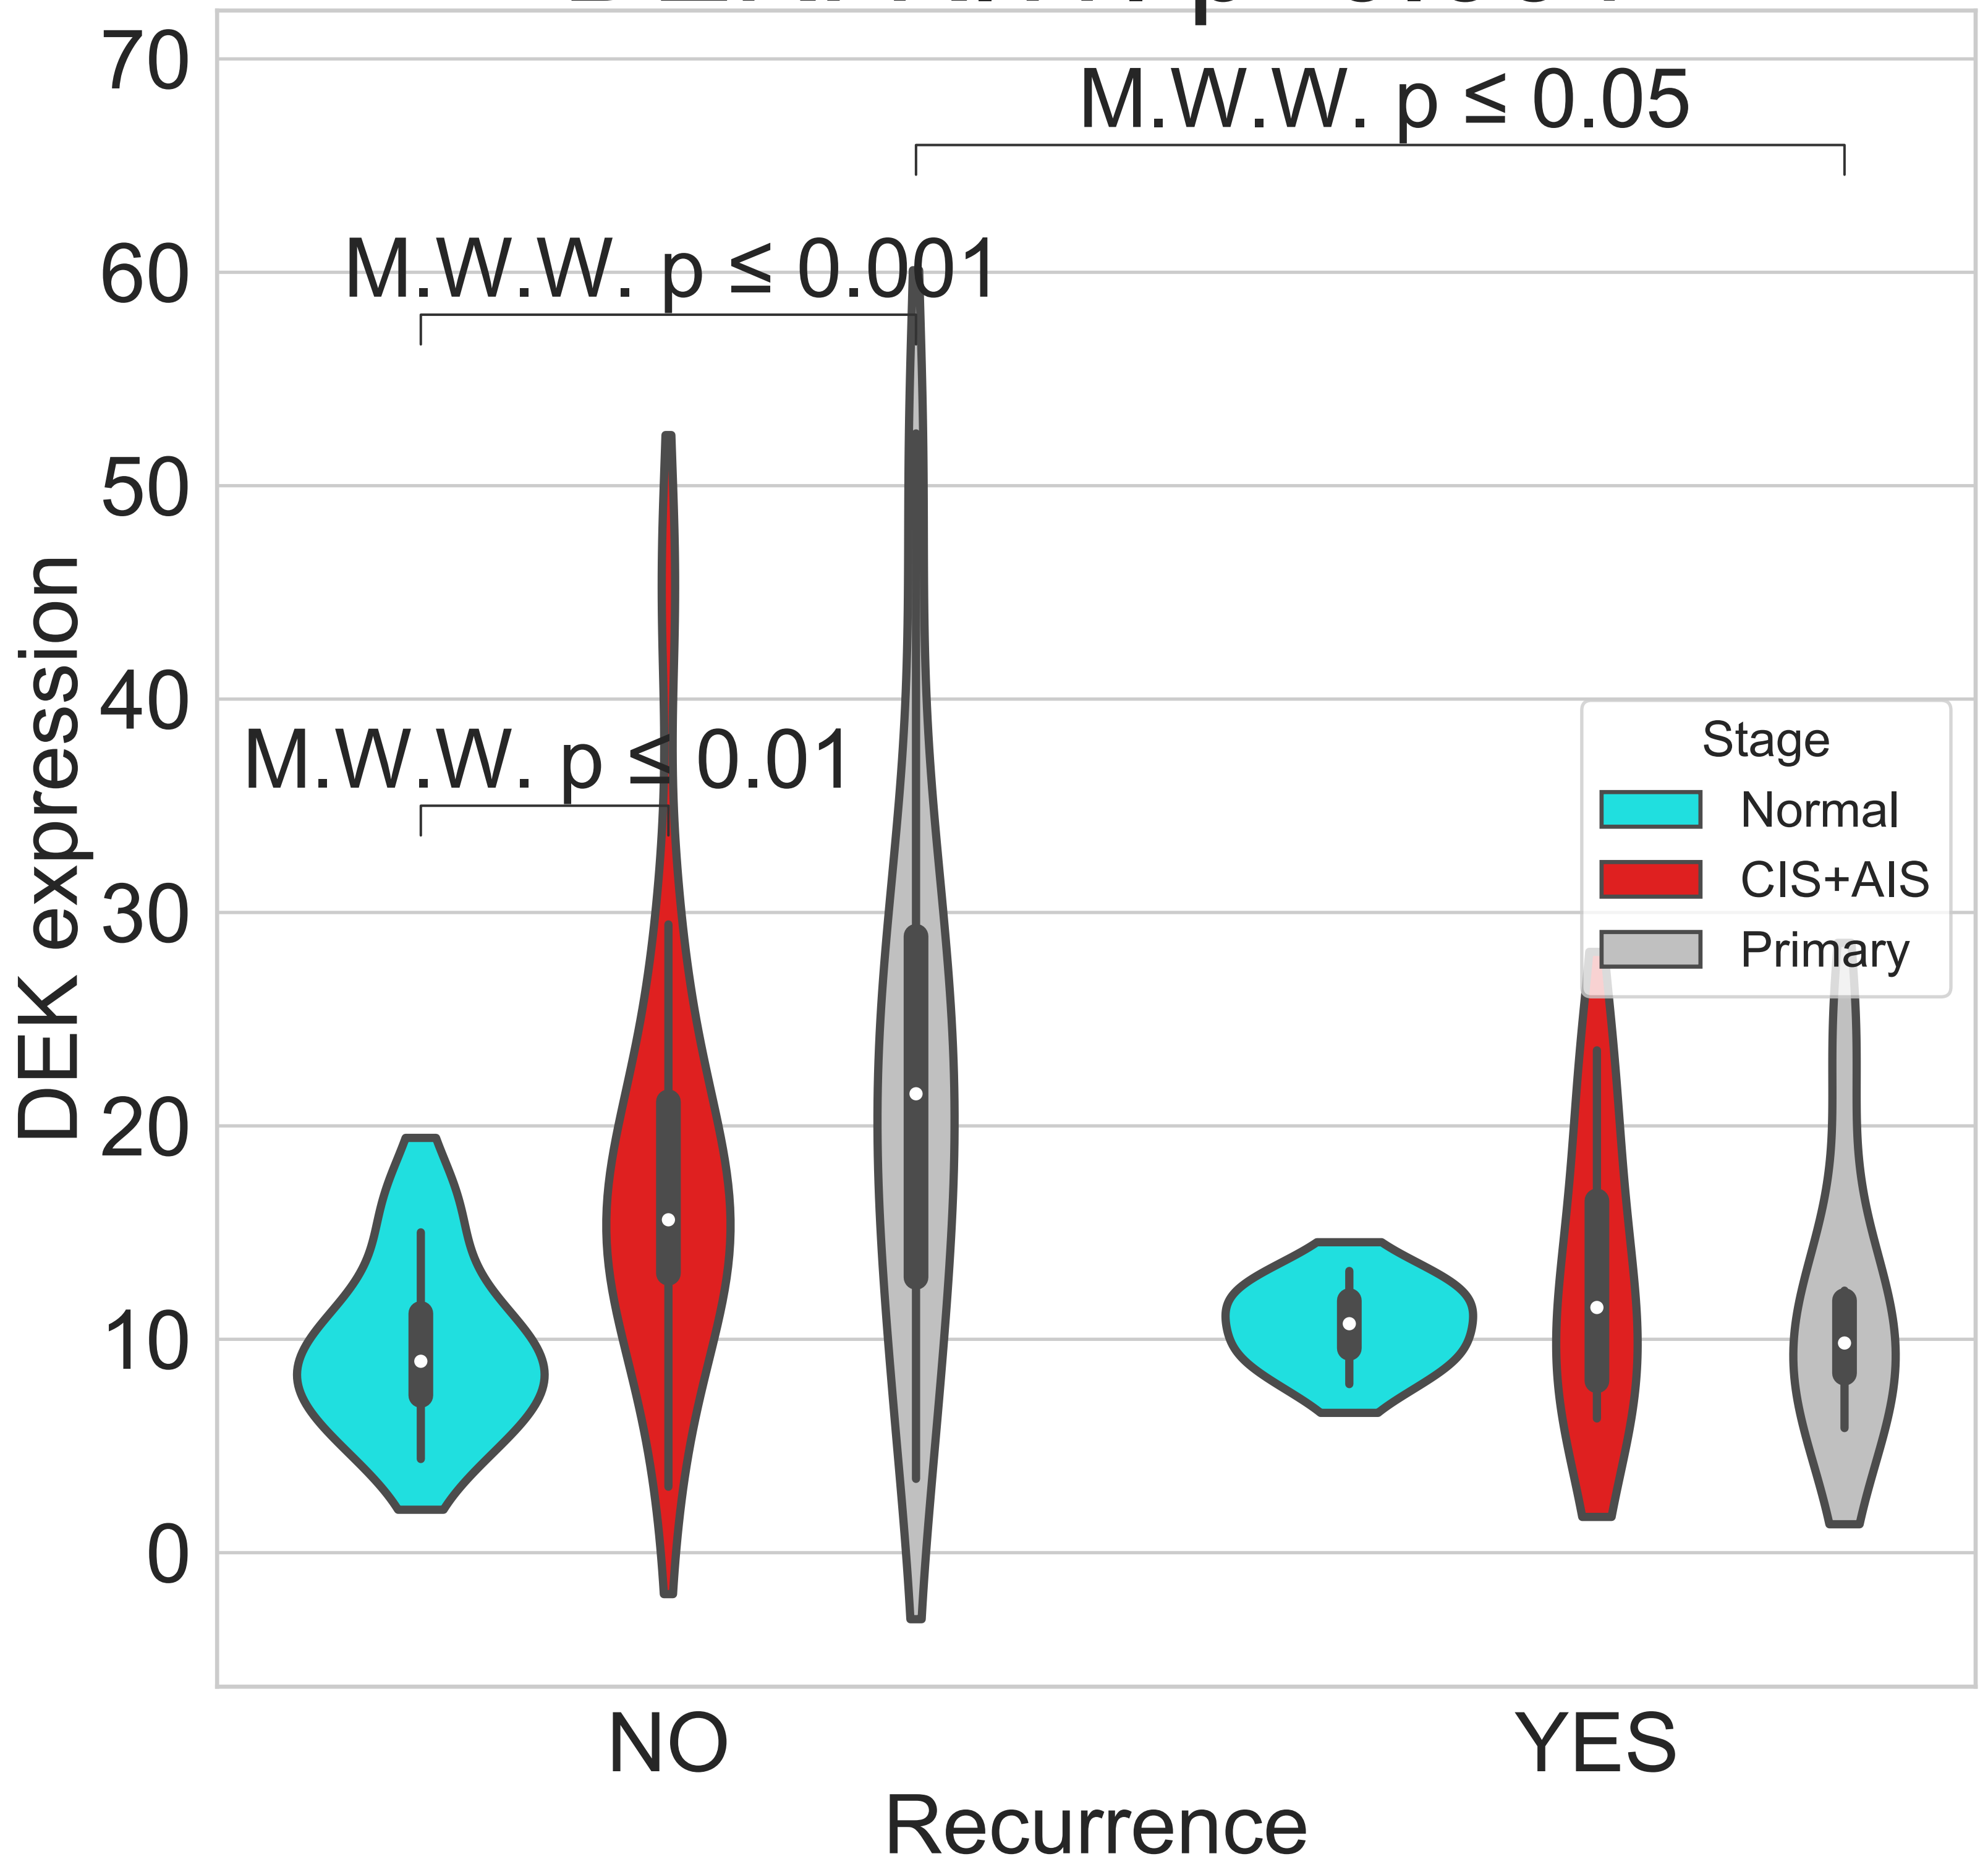 70
M.W.W. p ≤ 0.05
60
M.W.W. p ≤ 0.001
50
40
M.W.W. p ≤ 0.01
30
20
10
0
DEK expression
Stage
Normal
CIS+AIS
Primary
NO
YES
Recurrence